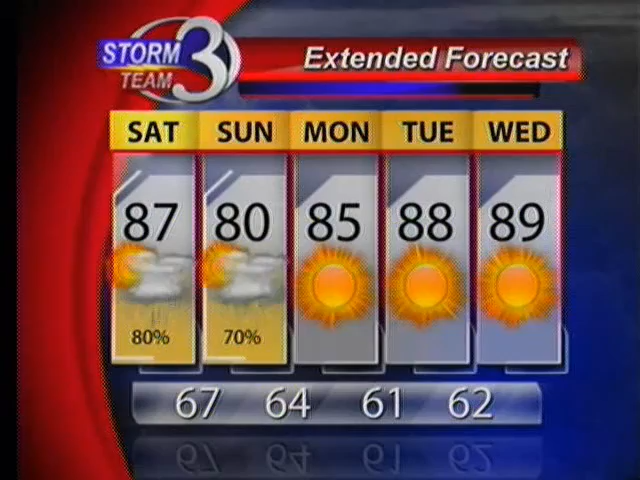 STORM 3
TEAM
Extended Forecast
SAT SUN MON TUE WED
87 80 85 88 89
80% 70%
67 64 61 62